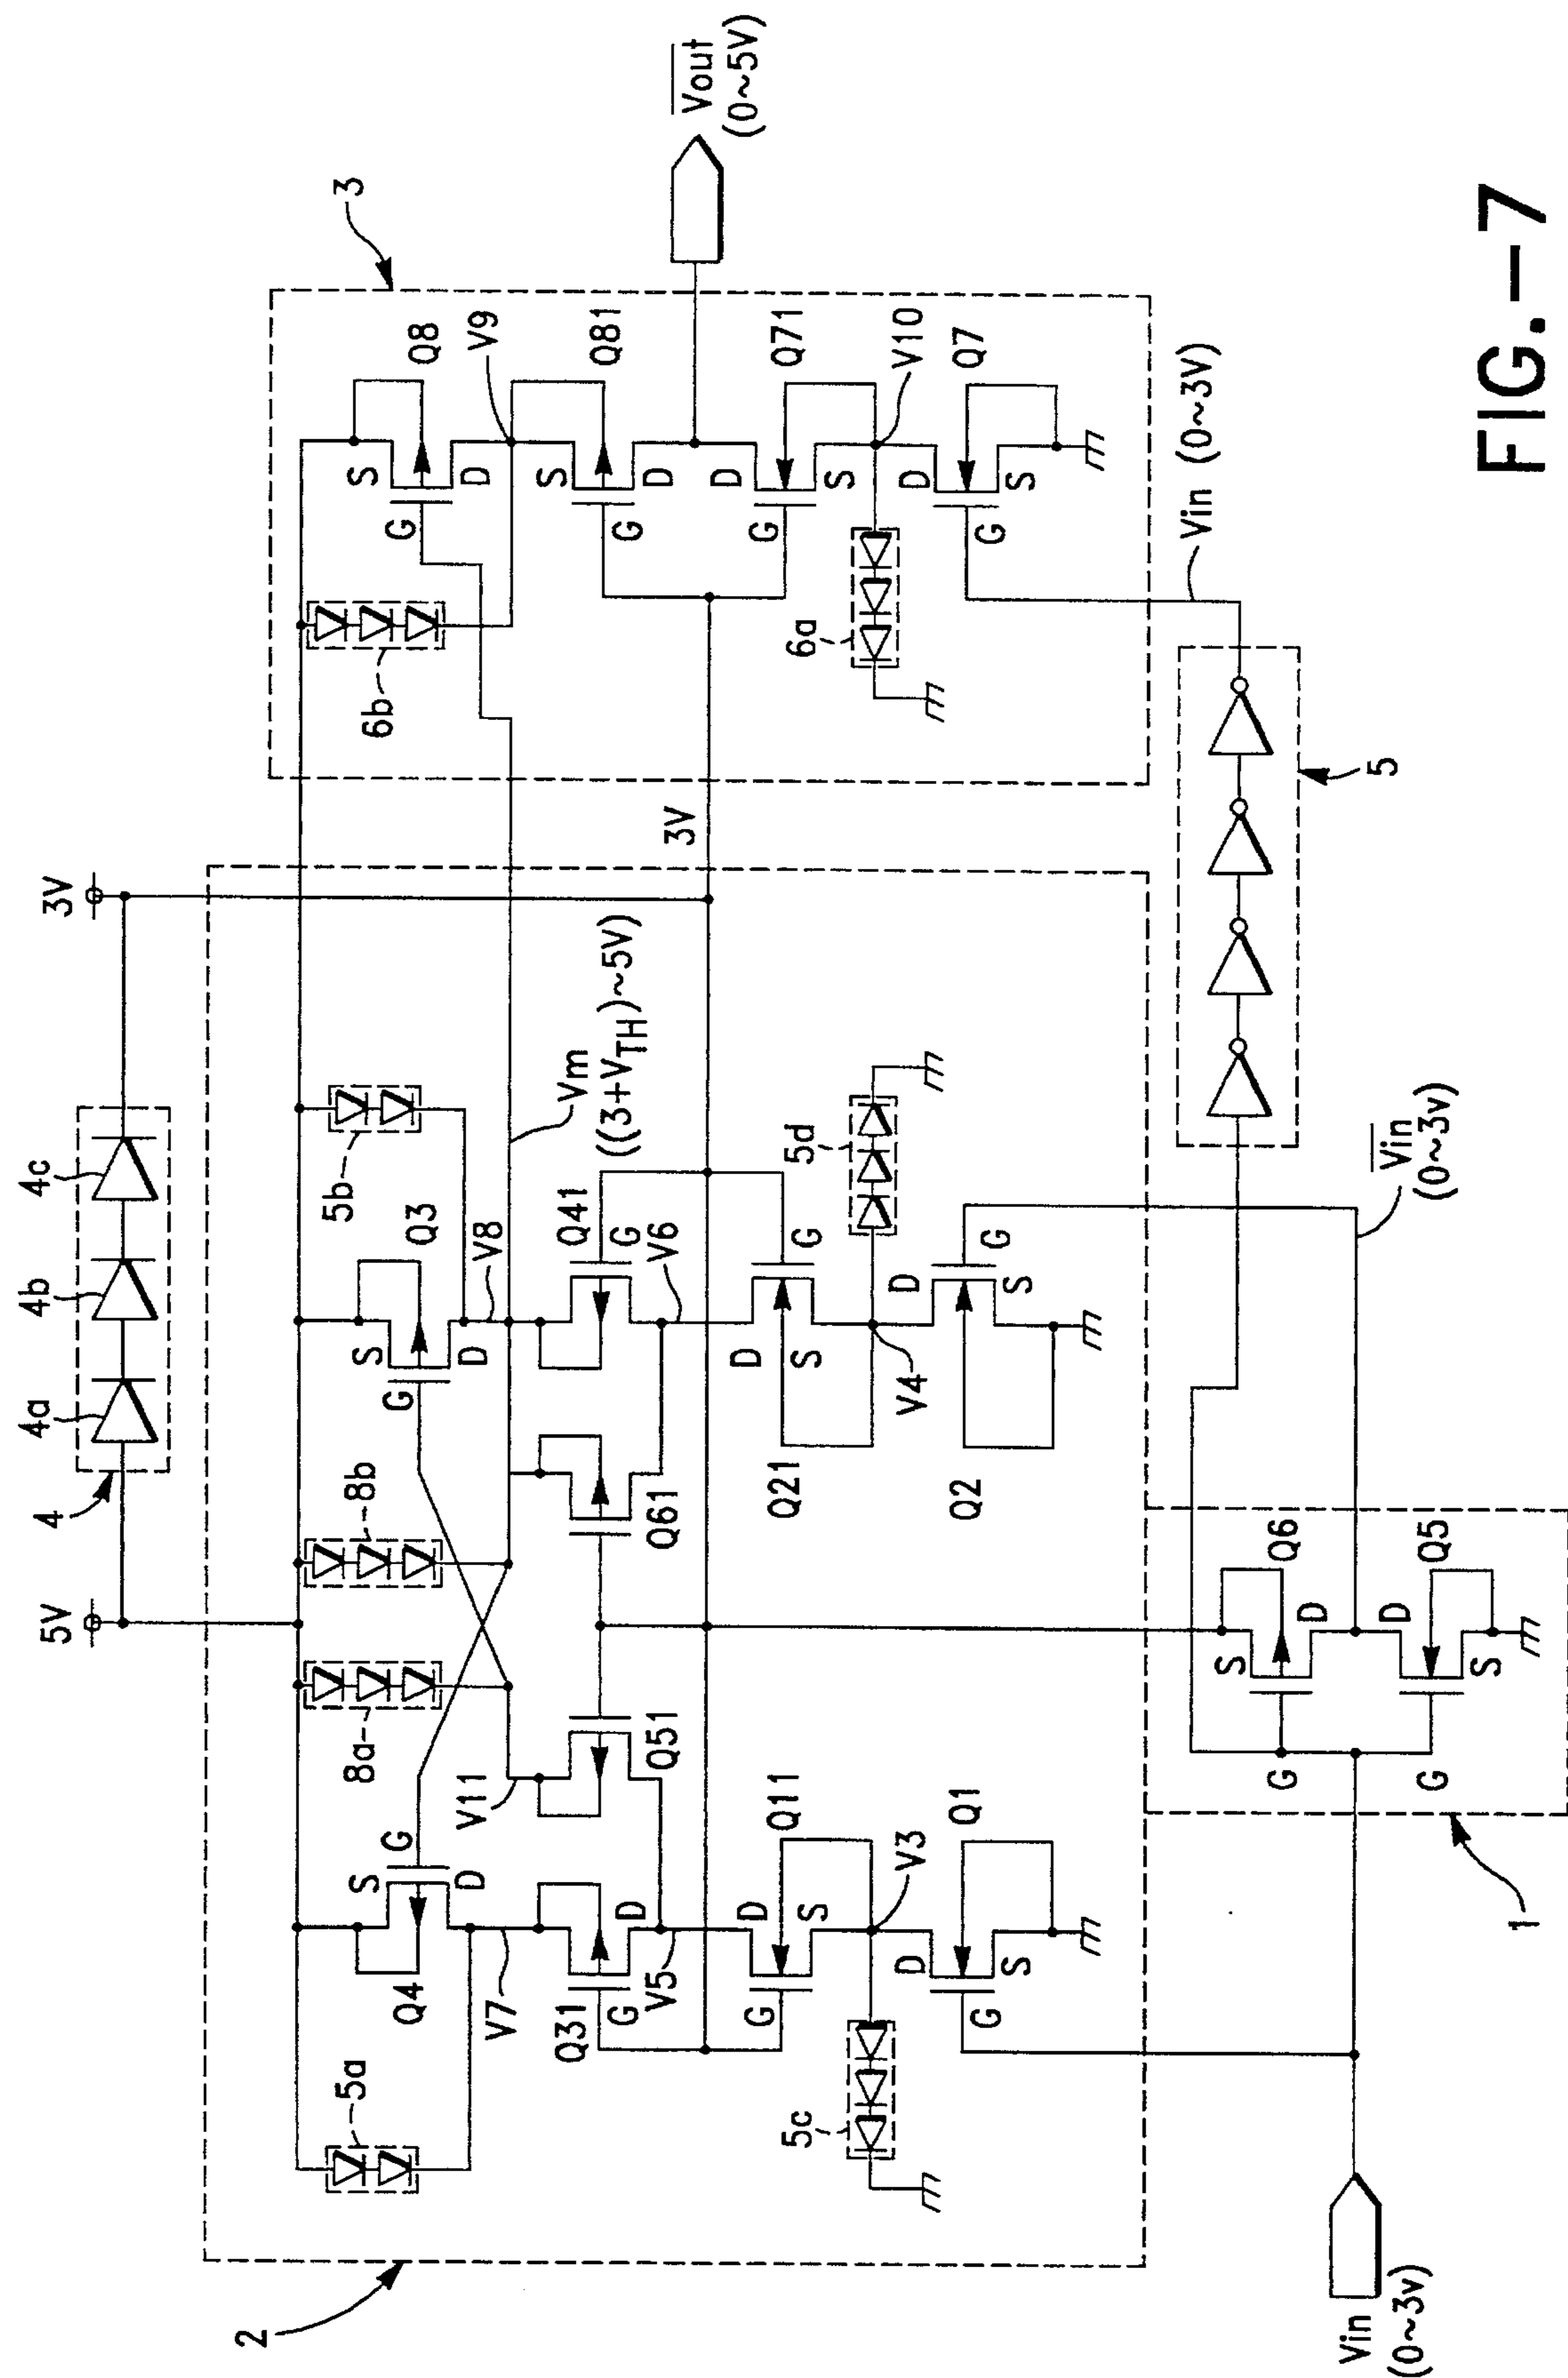 5V
3V
4
4a
4b
4c
2
3
5a
8a
8b
5b
6b
S
G
D
Q4
S
G
D
Q3
S
G
D
Q8
V7
V11
V8
V9
Vm
((3+VTH)~5V)
Q31
G
D
Q51
Q61
Q41
G
S
G
D
Q81
V5
V6
3V
Vout
(0~5V)
D
G
S
Q11
D
G
S
Q21
D
G
S
Q71
5c
V3
V4
5d
6a
V10
D
G
S
Q1
D
G
S
Q2
D
G
S
Q7
Vin (0~3V)
Vin
(0~3v)
1
S
G
D
Q6
D
G
S
Q5
Vin
(0~3v)
5
FIG.-7